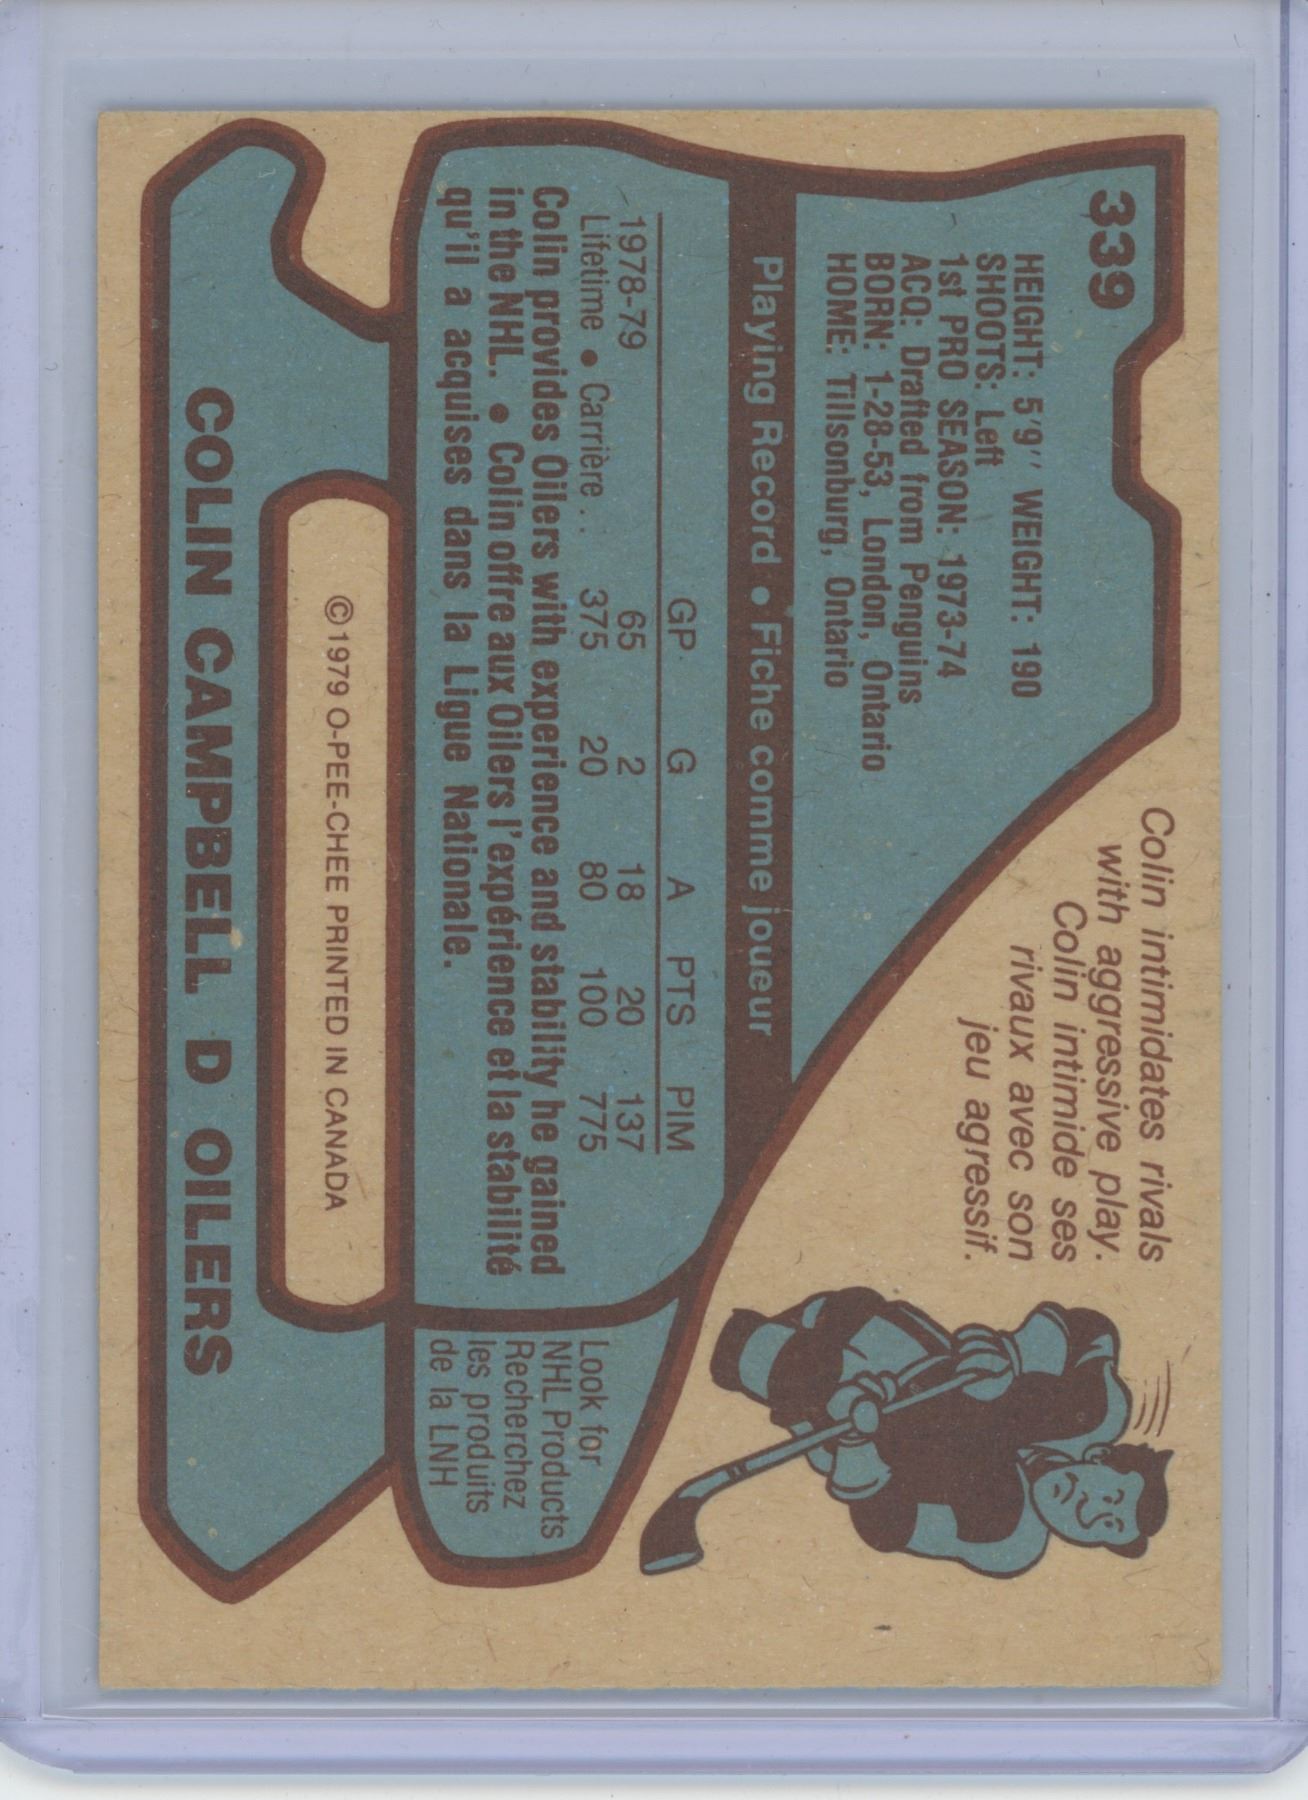 339
HEIGHT: 5'9'' WEIGHT: 190
SHOOTS: Left
1st PRO SEASON: 1973-74
ACQ: Drafted from Penguins
BORN: 1-28-53, London, Ontario
HOME: Tillsonburg, Ontario
Colin intimidates rivals
with aggressive play.
Colin intimide ses
rivaux avec son
jeu agressif.
Playing Record • Fiche comme joueur
GP G A PTS PIM
1978-79 65 2 18 20 137
Lifetime • Carrière.. 375 20 80 100 775
Colin provides Oilers with experience and stability he gained
in the NHL. • Colin offre aux Oilers l'expérience et la stabilité
qu'il a acquises dans la Ligue Nationale.
Look for
NHL Products
Recherchez
les produits
de la LNH
©1979 O-PEE-CHEE PRINTED IN CANADA
COLIN CAMPBELL D OILERS